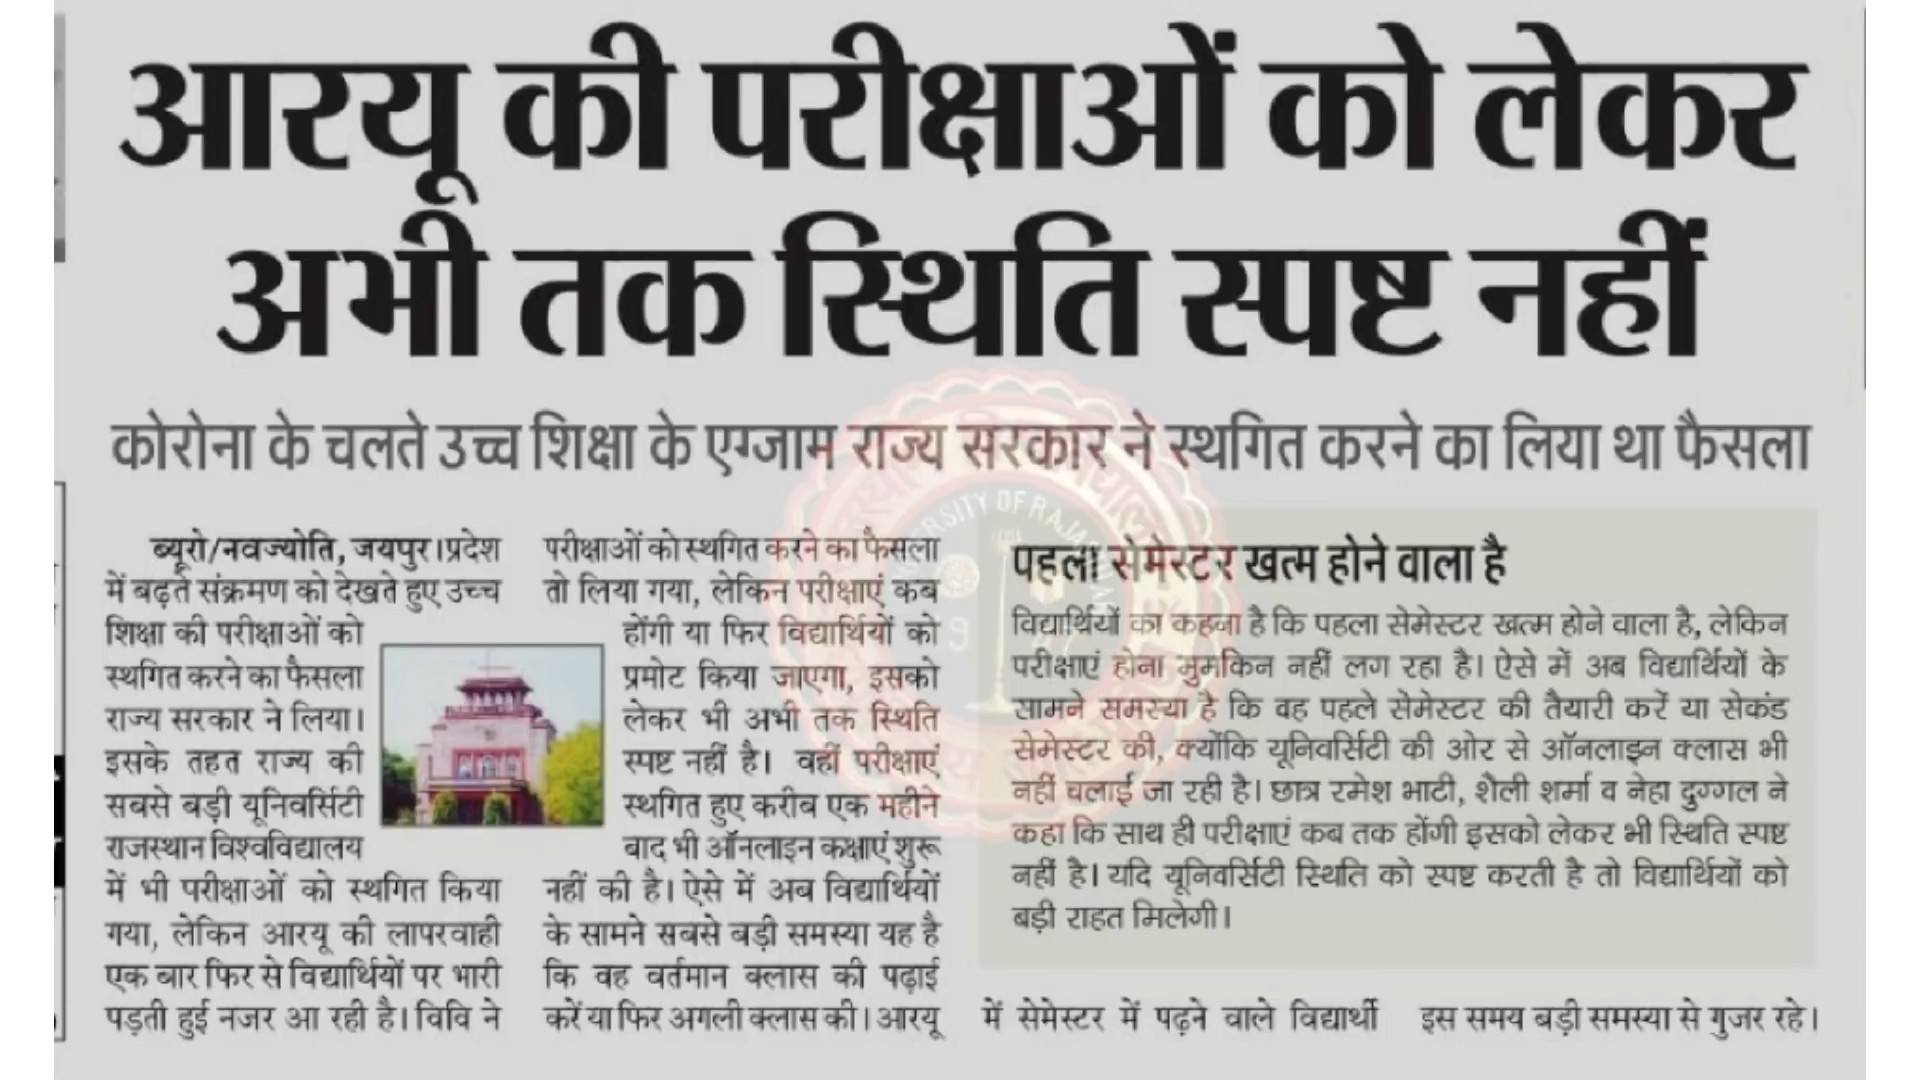 आरयू की परीक्षाओं को लेकर
अभी तक स्थिति स्पष्ट नहीं
कोरोना के चलते उच्च शिक्षा के एग्जाम राज्य सरकार ने स्थगित करने का लिया था फैसला
ब्यूरो/नवज्योति, जयपुर। प्रदेश
में बढ़ते संक्रमण को देखते हुए उच्च
शिक्षा की परीक्षाओं को
स्थगित करने का फैसला
राज्य सरकार ने लिया।
इसके तहत राज्य की
सबसे बड़ी यूनिवर्सिटी
राजस्थान विश्वविद्यालय
में भी परीक्षाओं को स्थगित किया
गया, लेकिन आरयू की लापरवाही
एक बार फिर से विद्यार्थियों पर भारी
पड़ती हुई नजर आ रही है। विवि ने
परीक्षाओं को स्थगित करने का फैसला
तो लिया गया, लेकिन परीक्षाएं कब
होंगी या फिर विद्यार्थियों को
प्रमोट किया जाएगा, इसको
लेकर भी अभी तक स्थिति
स्पष्ट नहीं है। वहीं परीक्षाएं
स्थगित हुए करीब एक महीने
बाद भी ऑनलाइन कक्षाएं शुरू
नहीं की है। ऐसे में अब विद्यार्थियों
के सामने सबसे बड़ी समस्या यह है
कि वह वर्तमान क्लास की पढ़ाई
करें या फिर अगली क्लास की। आरयू
में सेमेस्टर में पढ़ने वाले विद्यार्थी
इस समय बड़ी समस्या से गुजर रहे।
पहला सेमेस्टर खत्म होने वाला है
विद्यार्थियों का कहना है कि पहला सेमेस्टर खत्म होने वाला है, लेकिन
परीक्षाएं होना मुमकिन नहीं लग रहा है। ऐसे में अब विद्यार्थियों के
सामने समस्या है कि वह पहले सेमेस्टर की तैयारी करें या सेकंड
सेमेस्टर की, क्योंकि यूनिवर्सिटी की ओर से ऑनलाइन क्लास भी
नहीं चलाई जा रही है। छात्र रमेश भाटी, शैली शर्मा व नेहा दुग्गल ने
कहा कि साथ ही परीक्षाएं कब तक होंगी इसको लेकर भी स्थिति स्पष्ट
नहीं है। यदि यूनिवर्सिटी स्थिति को स्पष्ट करती है तो विद्यार्थियों को
बड़ी राहत मिलेगी।